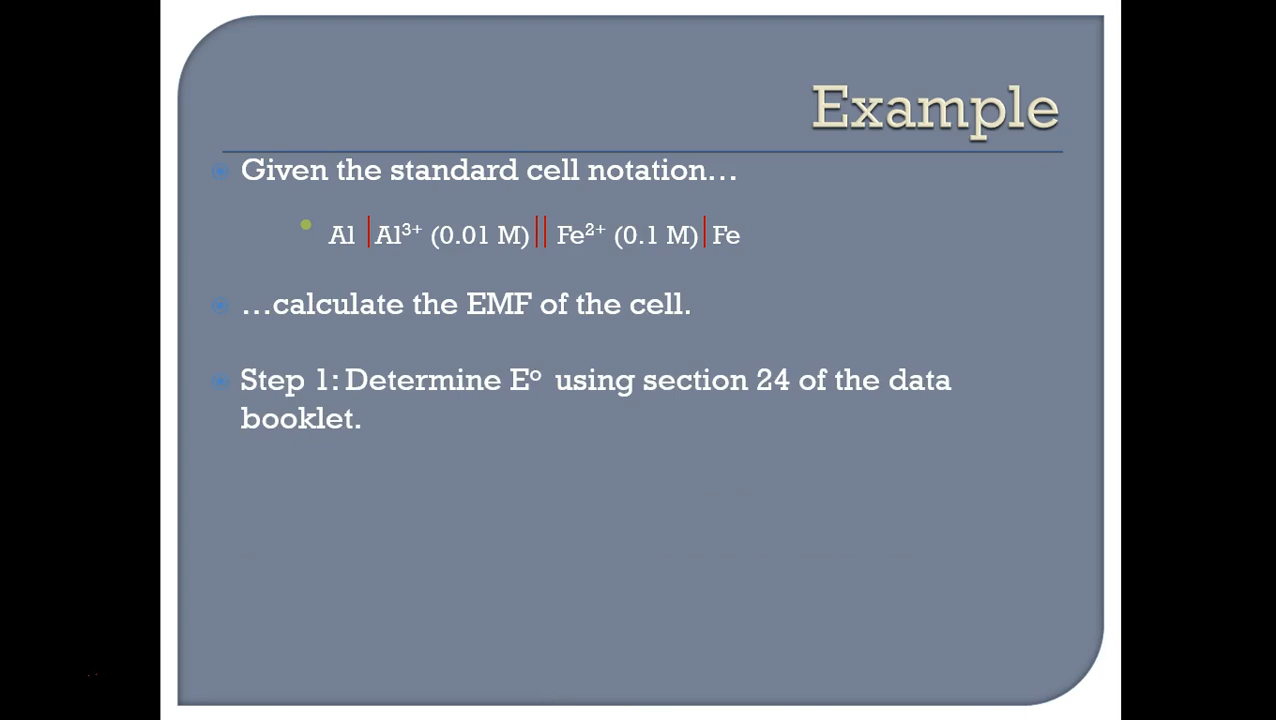 Example
Given the standard cell notation…
Al |Al³⁺ (0.01 M)|| Fe²⁺ (0.1 M)|Fe
…calculate the EMF of the cell.
Step 1: Determine Eº using section 24 of the data
booklet.